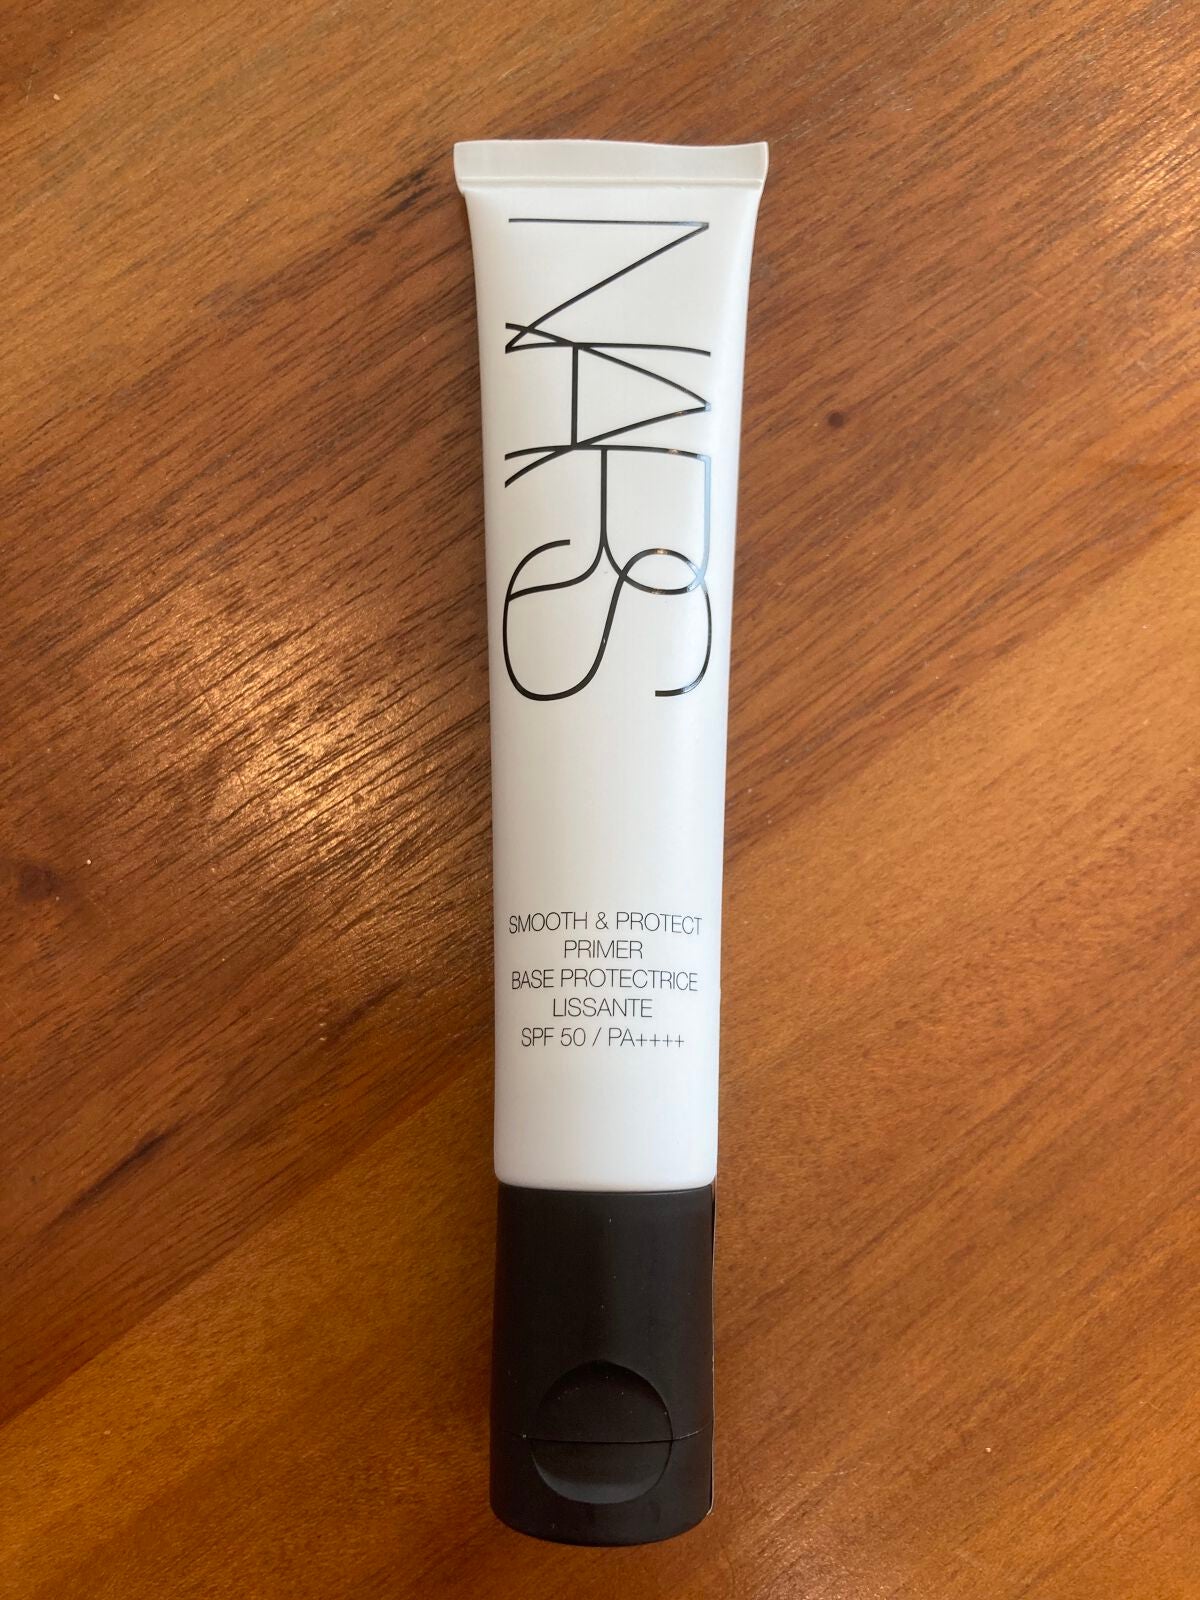 NARS
SMOOTH & PROTECT
PRIMER
BASE PROTECTRICE
LISSANTE
SPF 50 / PA++++